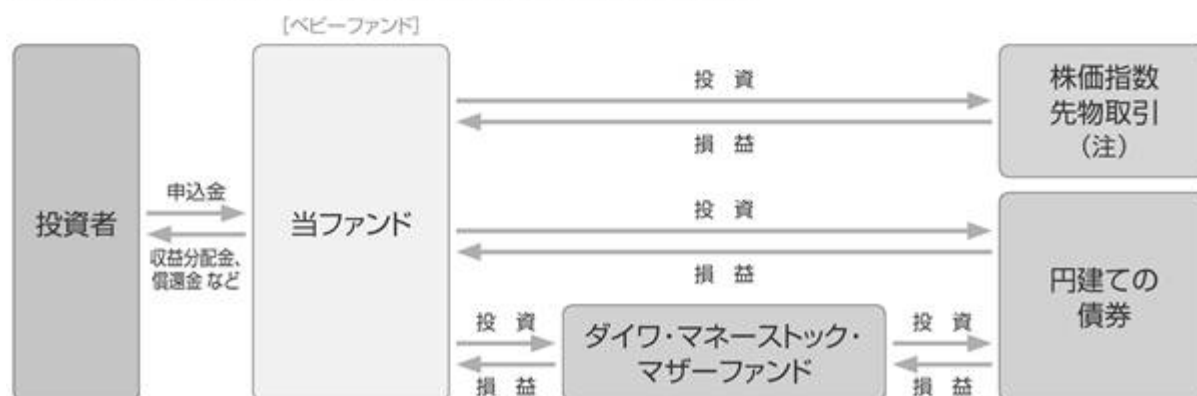 [ベビーファンド]
投資者
申込金
収益分配金、
償還金 など
当ファンド
投 資
損 益
株価指数
先物取引
(注)
投 資
損 益
円建ての
債券
投 資
損 益
ダイワ・マネーストック・
マザーファンド
投 資
損 益